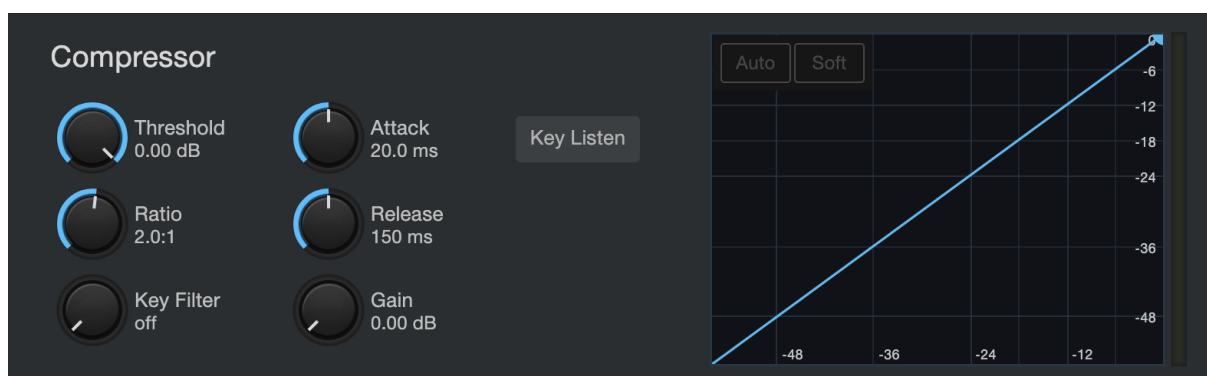 Compressor
Threshold
0.00 dB
Attack
20.0 ms
Key Listen
Ratio
2.0:1
Release
150 ms
Key Filter
off
Gain
0.00 dB
Auto
Soft
0
-6
-12
-18
-24
-36
-48
-48
-36
-24
-12